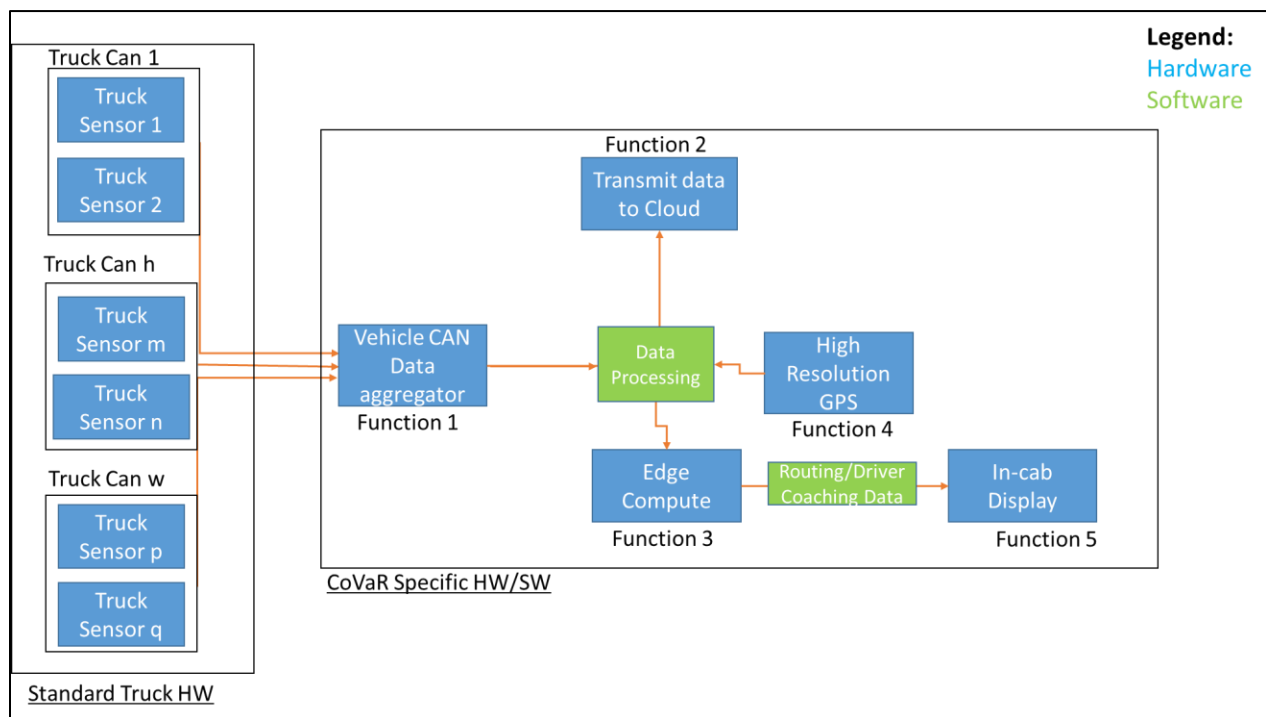 Legend:
Hardware
Software
Truck Can 1
Truck
Sensor 1
Truck
Sensor 2
Truck Can h
Truck
Sensor m
Truck
Sensor n
Truck Can w
Truck
Sensor p
Truck
Sensor q
Standard Truck HW
Function 2
Transmit data
to Cloud
Vehicle CAN
Data
aggregator
Function 1
Data
Processing
High
Resolution
GPS
Function 4
Edge
Compute
Function 3
Routing/Driver
Coaching Data
In-cab
Display
Function 5
CoVaR Specific HW/SW